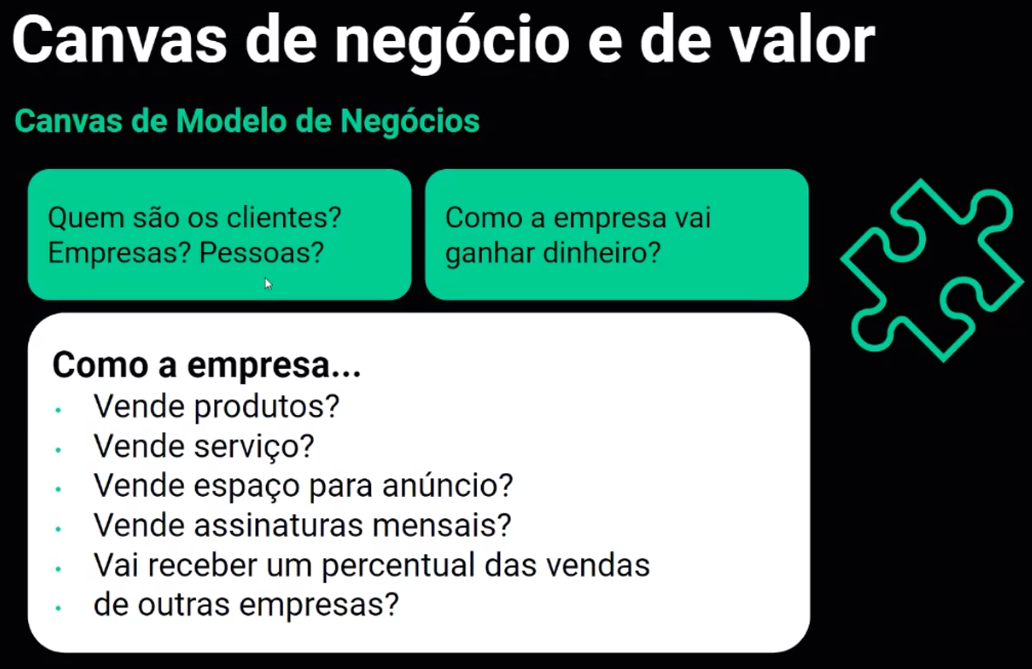 Canvas de negócio e de valor
Canvas de Modelo de Negócios
Quem são os clientes?
Empresas? Pessoas?
Como a empresa vai
ganhar dinheiro?
Como a empresa...
• Vende produtos?
• Vende serviço?
• Vende espaço para anúncio?
• Vende assinaturas mensais?
• Vai receber um percentual das vendas
• de outras empresas?